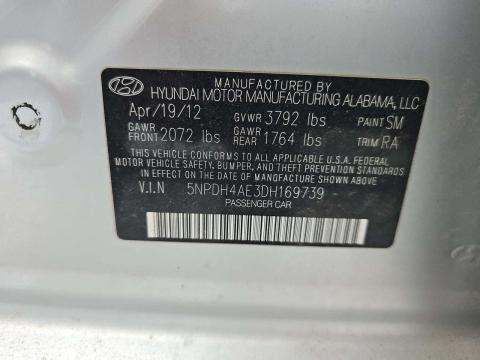 MANUFACTURED BY
HYUNDAI MOTOR MANUFACTURING ALABAMA, LLC
Apr/19/12 GVWR 3792 lbs PAINT SM
GAWR FRONT 2072 lbs GAWR REAR 1764 lbs TRIM RA
THIS VEHICLE CONFORMS TO ALL APPLICABLE U.S.A. FEDERAL
MOTOR VEHICLE SAFETY, BUMPER, AND THEFT PREVENTION
STANDARDS IN EFFECT ON THE DATE OF MANUFACTURE SHOWN ABOVE.
V.I.N 5NPDH4AE3DH169739
PASSENGER CAR